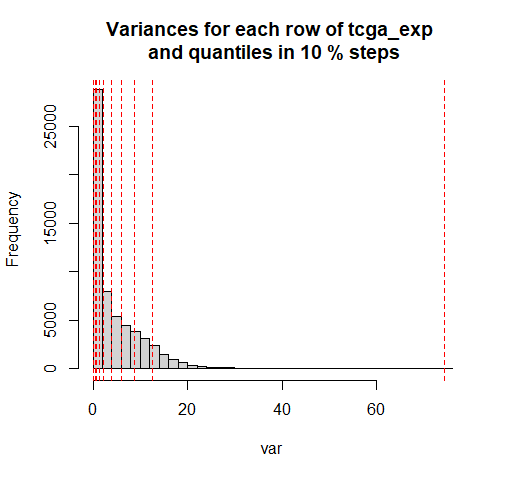 Variances for each row of tcga_exp
and quantiles in 10 % steps
Frequency
25000
15000
5000
0
0
20
40
60
var